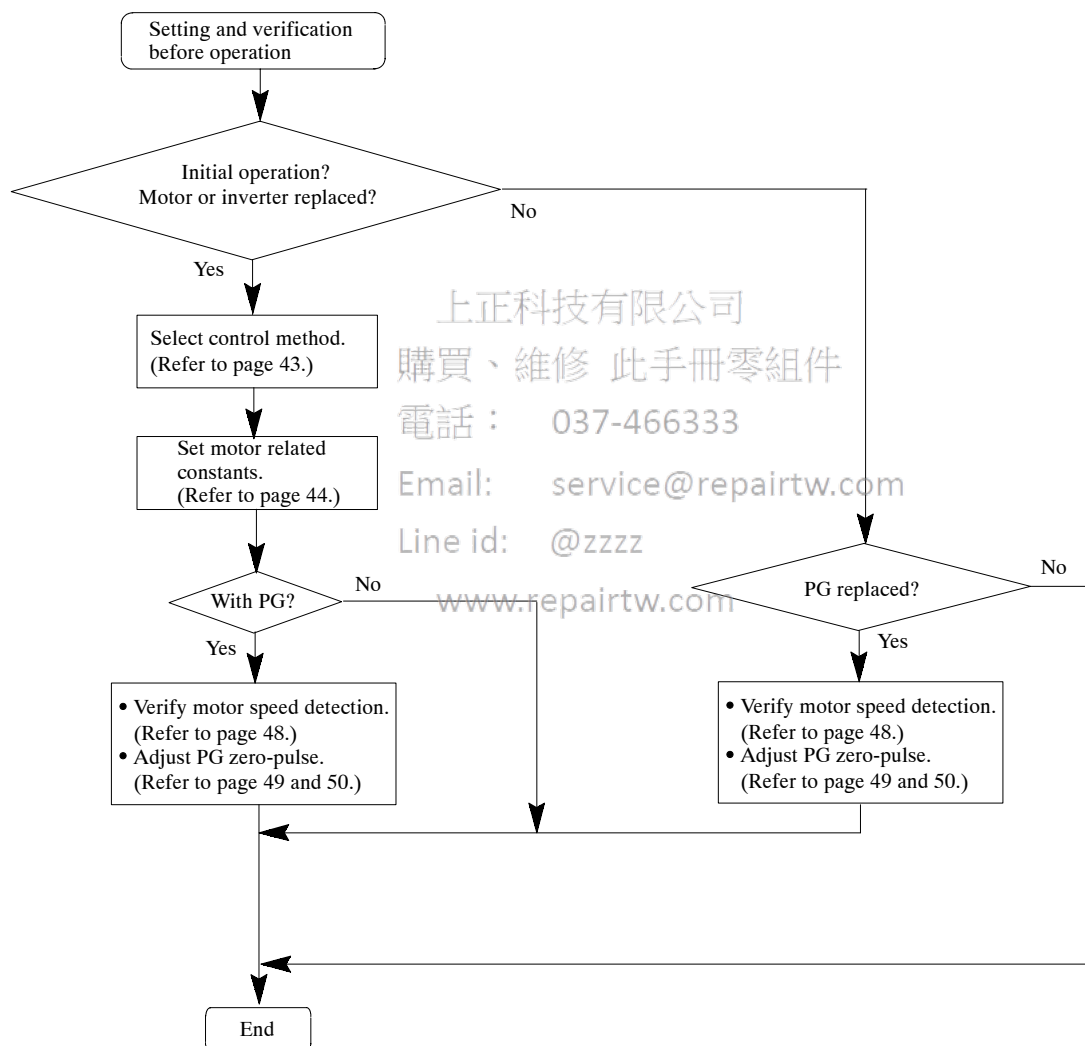 Setting and verification
before operation
Initial operation?
Motor or inverter replaced?
No
Yes
Select control method.
(Refer to page 43.)
Set motor related
constants.
(Refer to page 44.)
上正科技有限公司
購買、維修 此手冊零組件
電話： 037-466333
Email: service@repairtw.com
Line id: @zzzz
www.repairtw.com
With PG?
No
Yes
PG replaced?
No
Yes
• Verify motor speed detection.
(Refer to page 48.)
• Adjust PG zero-pulse.
(Refer to page 49 and 50.)
• Verify motor speed detection.
(Refer to page 48.)
• Adjust PG zero-pulse.
(Refer to page 49 and 50.)
End